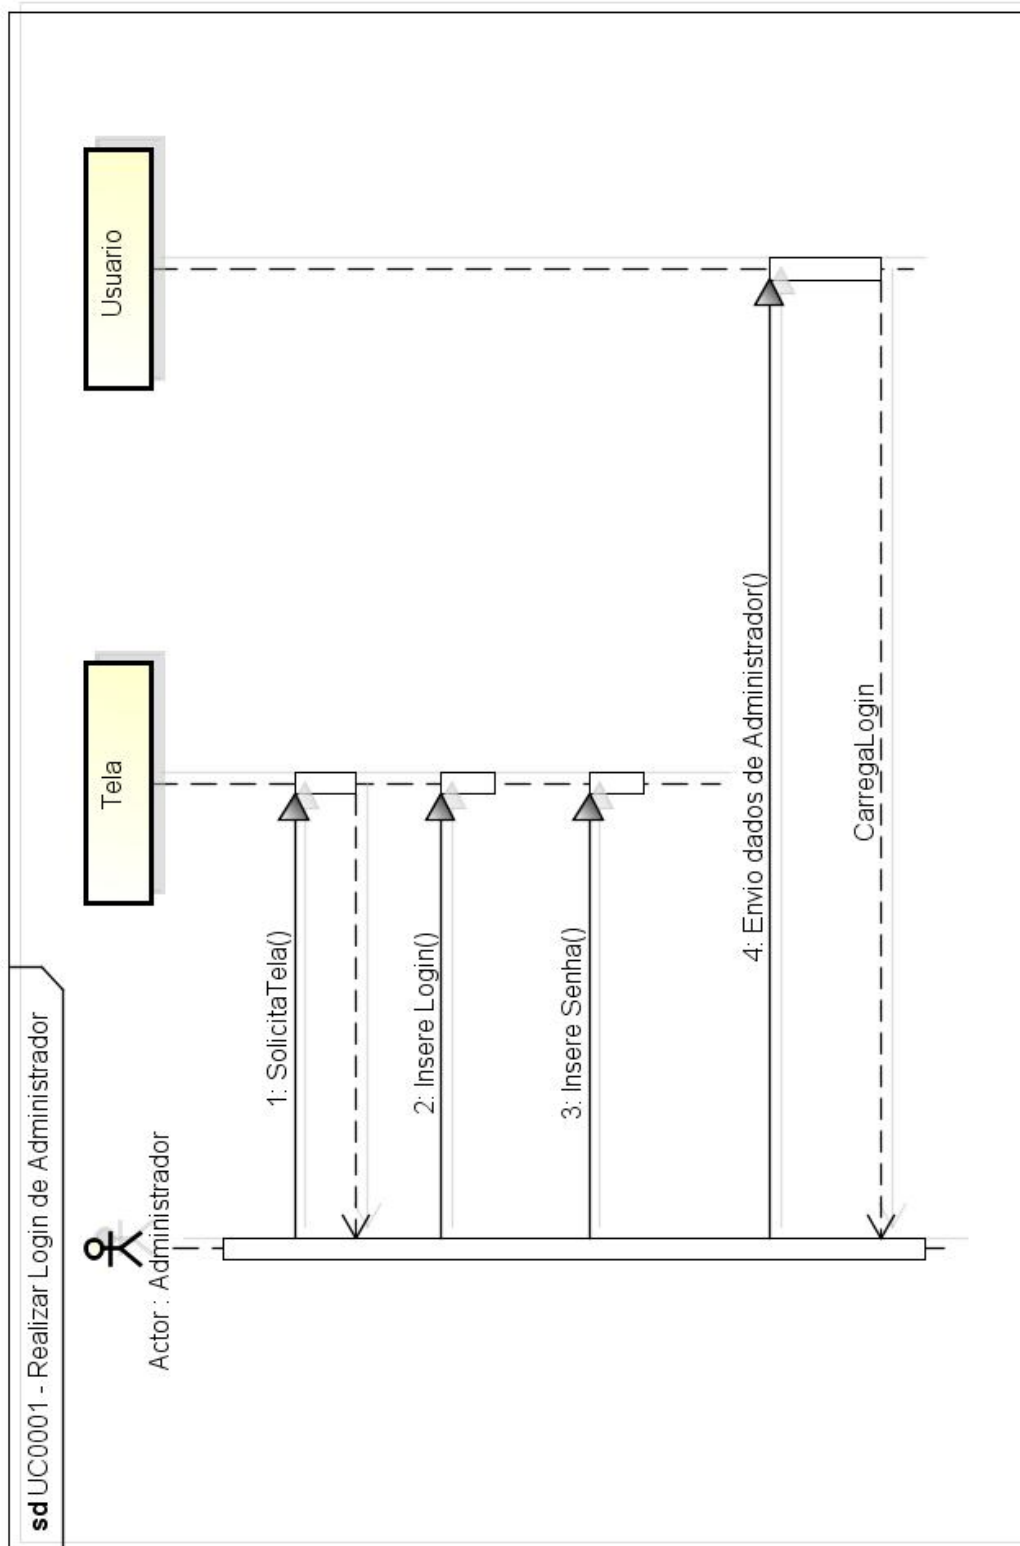 sd UC0001 - Realizar Login de Administrador
Actor : Administrador
Tela
Usuario
1: SolicitaTela()
2: Insere Login()
3: Insere Senha()
4: Envio dados de Administrador()
CarregaLogin